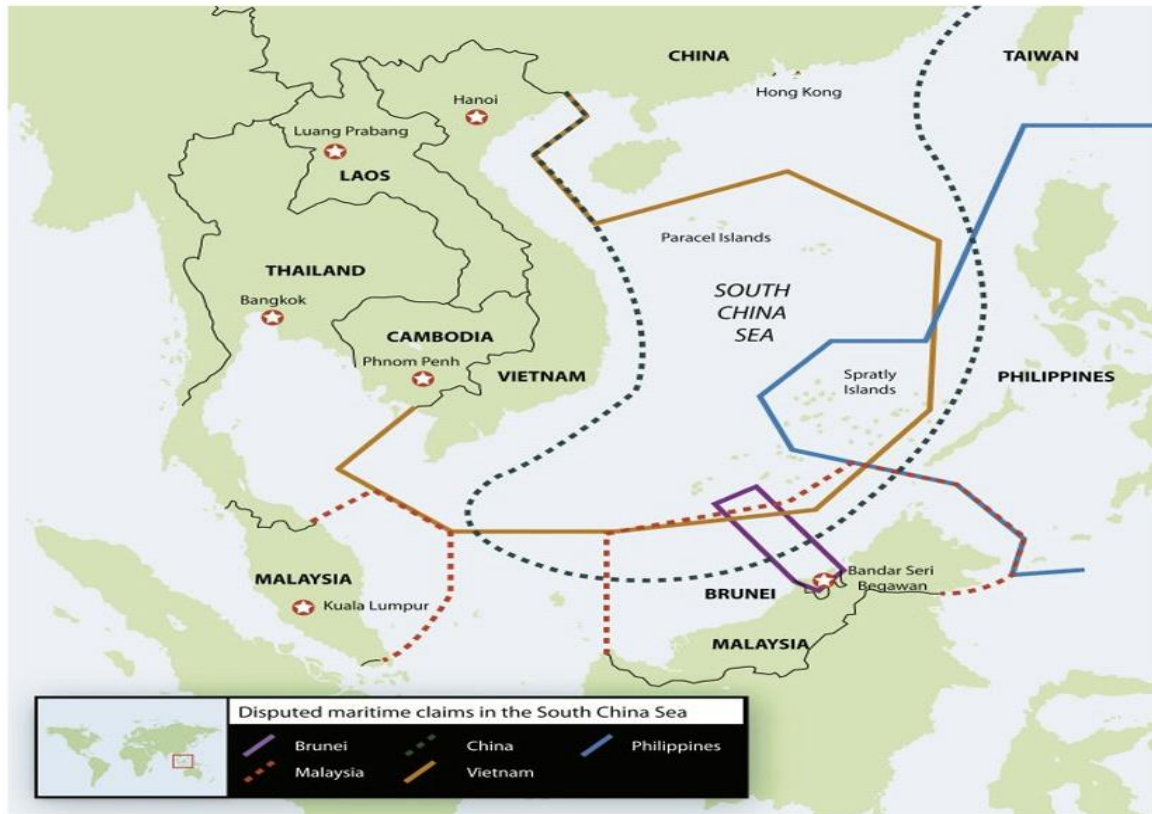 CHINA
TAIWAN
Hong Kong
Hanoi
Luang Prabang
LAOS
Paracel Islands
THAILAND
Bangkok
SOUTH
CHINA
SEA
CAMBODIA
Phnom Penh
VIETNAM
Spratly
Islands
PHILIPPINES
MALAYSIA
Kuala Lumpur
BRUNEI
Bandar Seri
Begawan
MALAYSIA
Disputed maritime claims in the South China Sea
Brunei
China
Philippines
Malaysia
Vietnam